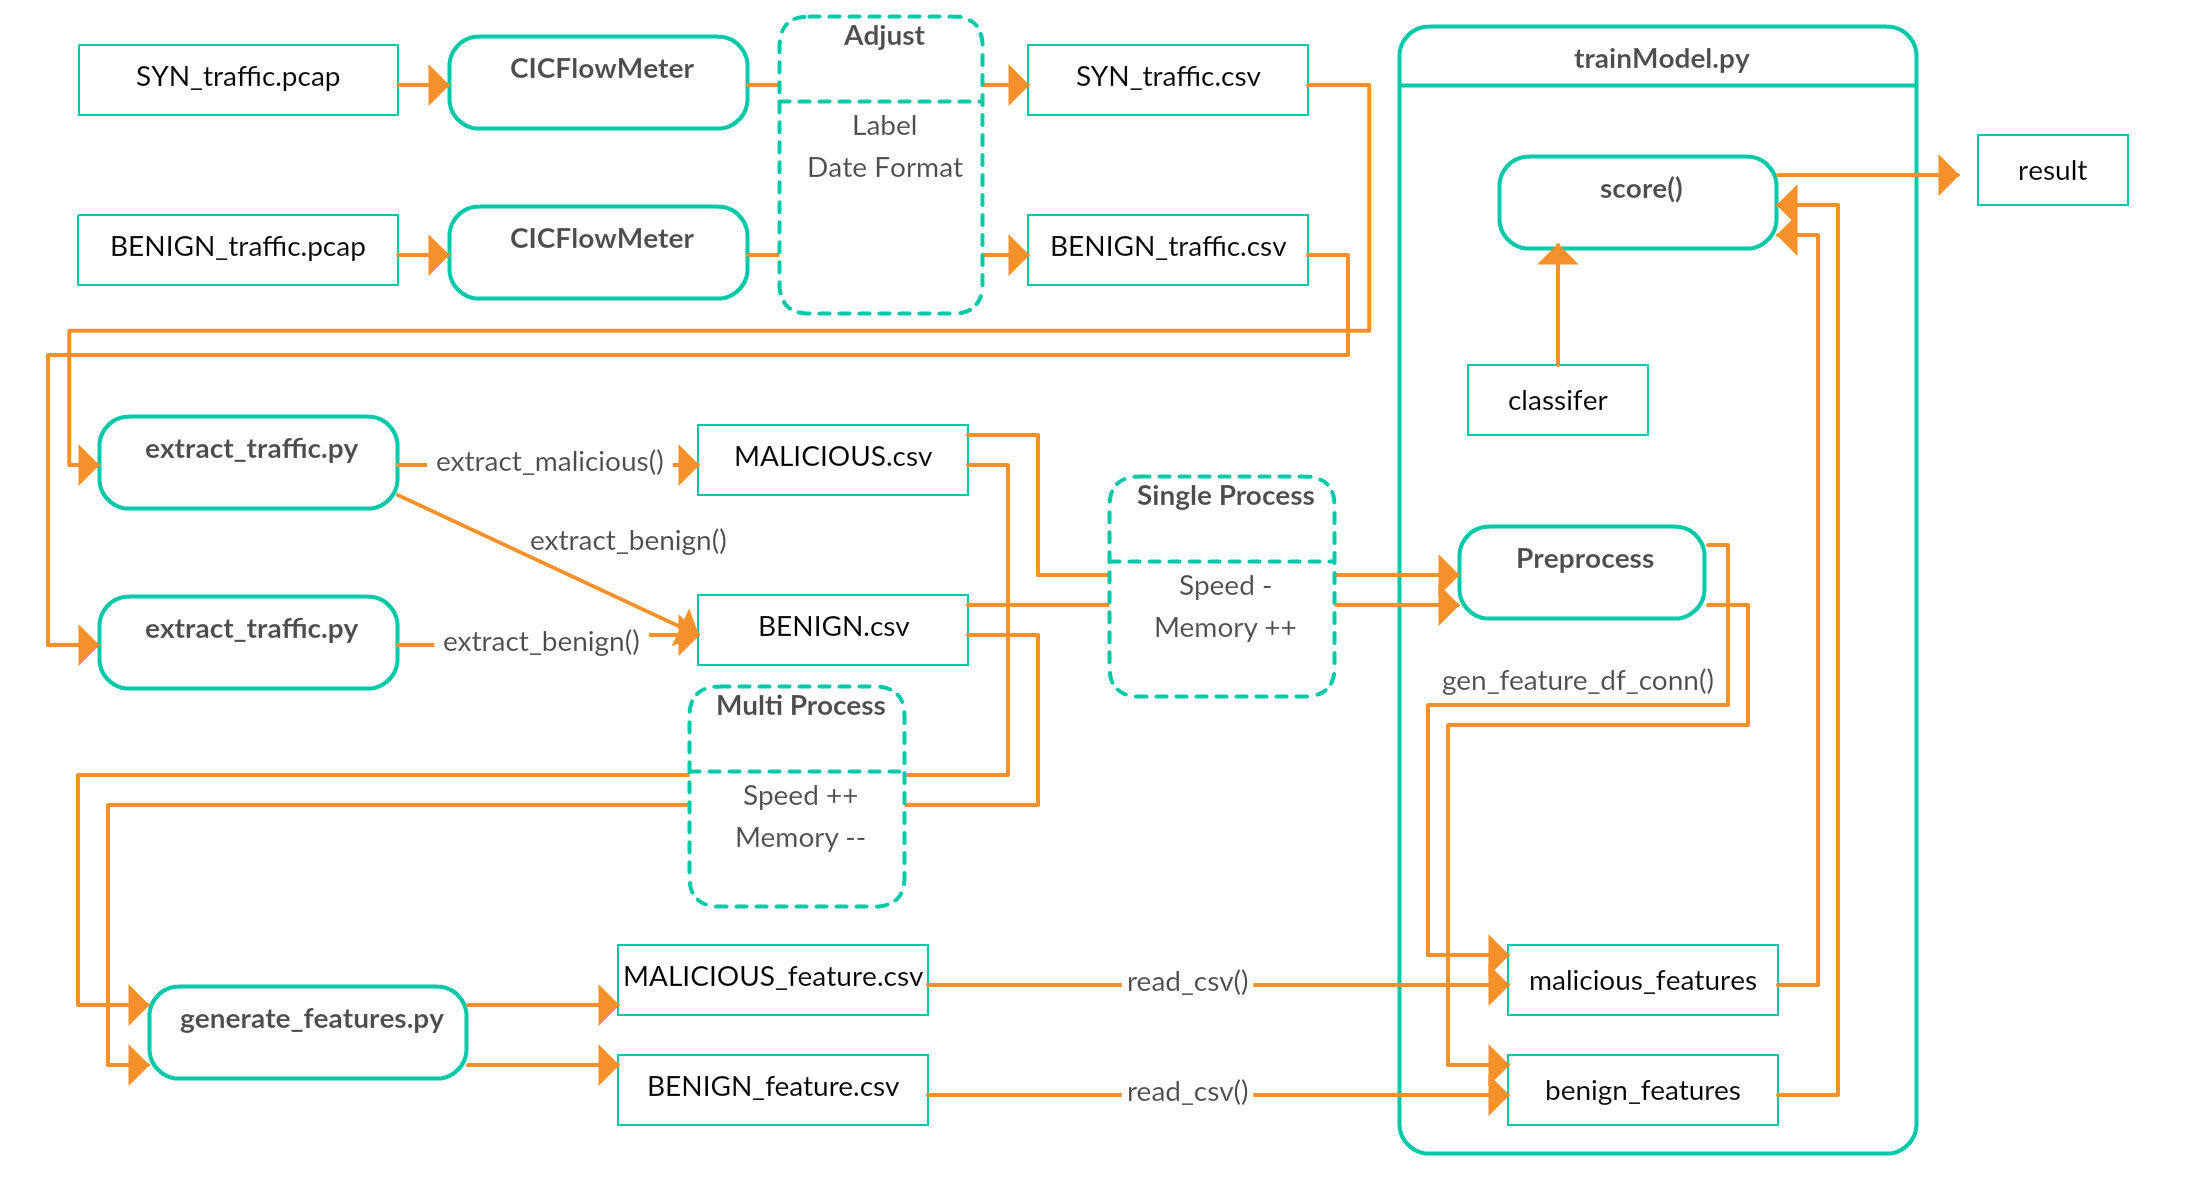 SYN_traffic.pcap
CICFlowMeter
Adjust
Label
Date Format
SYN_traffic.csv
BENIGN_traffic.pcap
CICFlowMeter
BENIGN_traffic.csv
trainModel.py
score()
result
classifer
extract_traffic.py
extract_malicious()
MALICIOUS.csv
extract_benign()
extract_traffic.py
extract_benign()
BENIGN.csv
Single Process
Speed -
Memory ++
Preprocess
gen_feature_df_conn()
Multi Process
Speed ++
Memory --
generate_features.py
MALICIOUS_feature.csv
read_csv()
malicious_features
BENIGN_feature.csv
read_csv()
benign_features